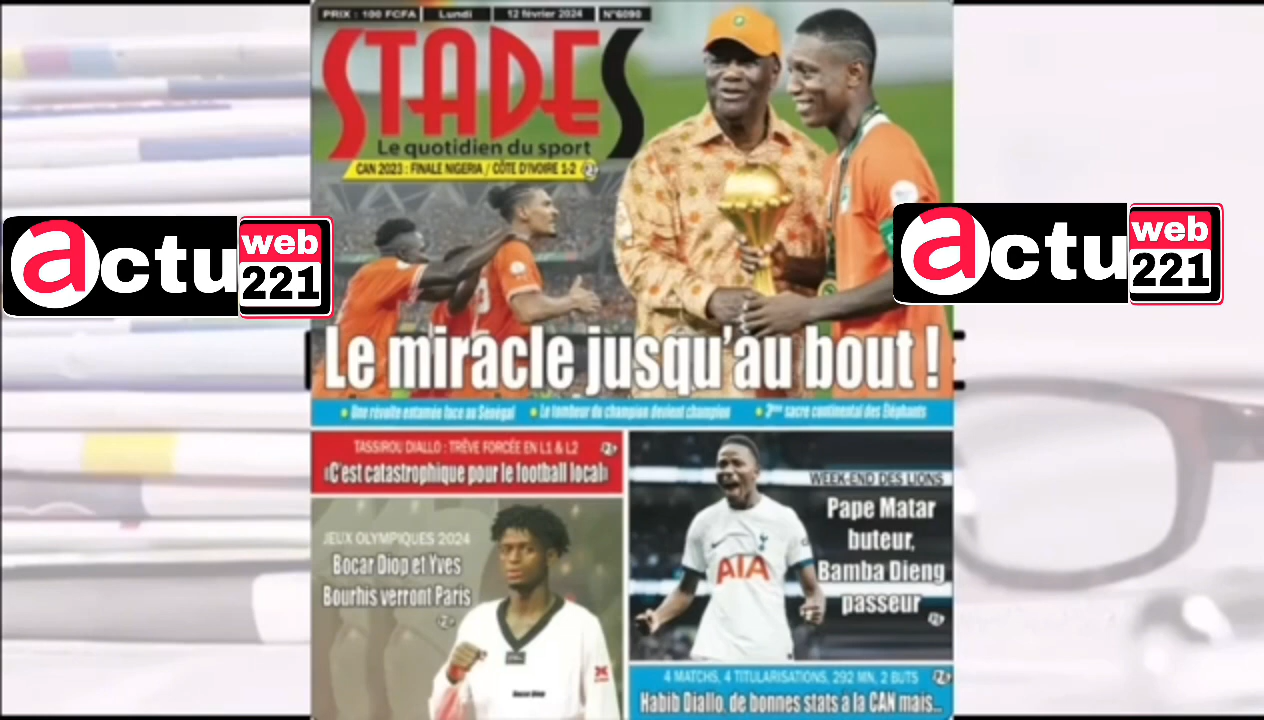 PRIX : 100 FCFA Lundi 12 février 2024 N°6090
STADES
Le quotidien du sport
CAN 2023 : FINALE NIGERIA / CÔTE D'IVOIRE 1-2
actu web 221
actu web 221
Le miracle jusqu'au bout !
Une révolte entamée face au Sénégal
Le tombeur du champion devient champion
3ème sacre continental des Éléphants
TASSIROU DIALLO : TRÊVE FORCÉE EN L1 & L2
«C'est catastrophique pour le football local»
JEUX OLYMPIQUES 2024
Bocar Diop et Yves
Bourhis verront Paris
WEEK-END DES LIONS
Pape Matar
buteur,
Bamba Dieng
passeur
AIA
4 MATCHS, 4 TITULARISATIONS, 292 MN, 2 BUTS
Habib Diallo, de bonnes stats à la CAN mais...